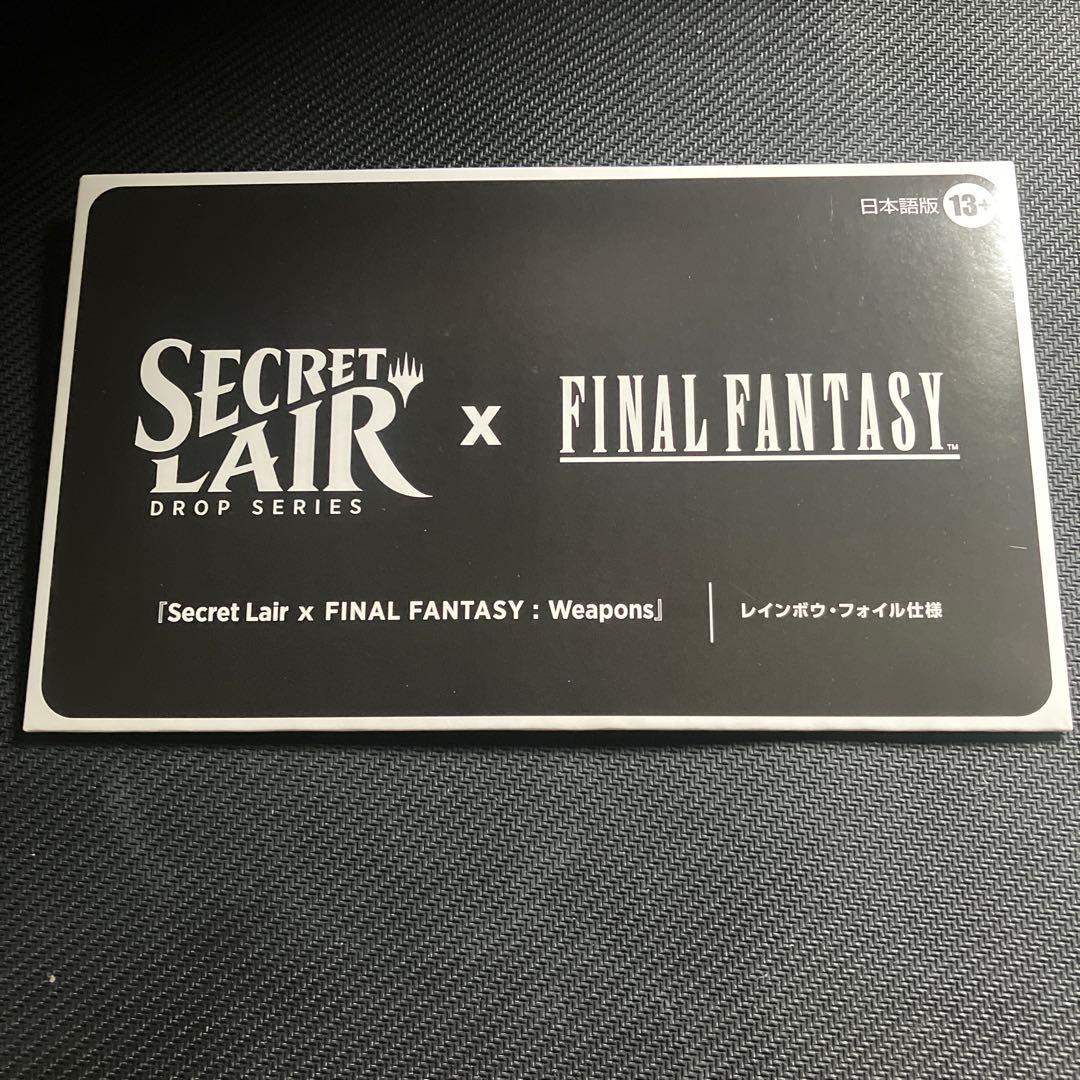 日本語版 13+
SECRET LAIR
DROP SERIES
x
FINAL FANTASY™
『Secret Lair x FINAL FANTASY : Weapons』
レインボウ・フォイル仕様